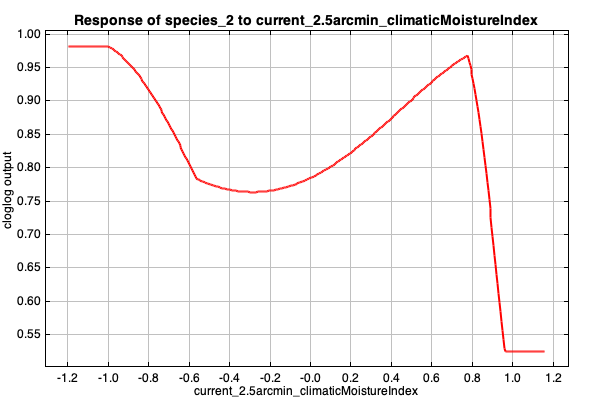 Response of species_2 to current_2.5arcmin_climaticMoistureIndex
1.00
0.95
0.90
0.85
0.80
0.75
0.70
0.65
0.60
0.55
cloglog output
-1.2 -1.0 -0.8 -0.6 -0.4 -0.2 -0.0 0.2 0.4 0.6 0.8 1.0 1.2
current_2.5arcmin_climaticMoistureIndex